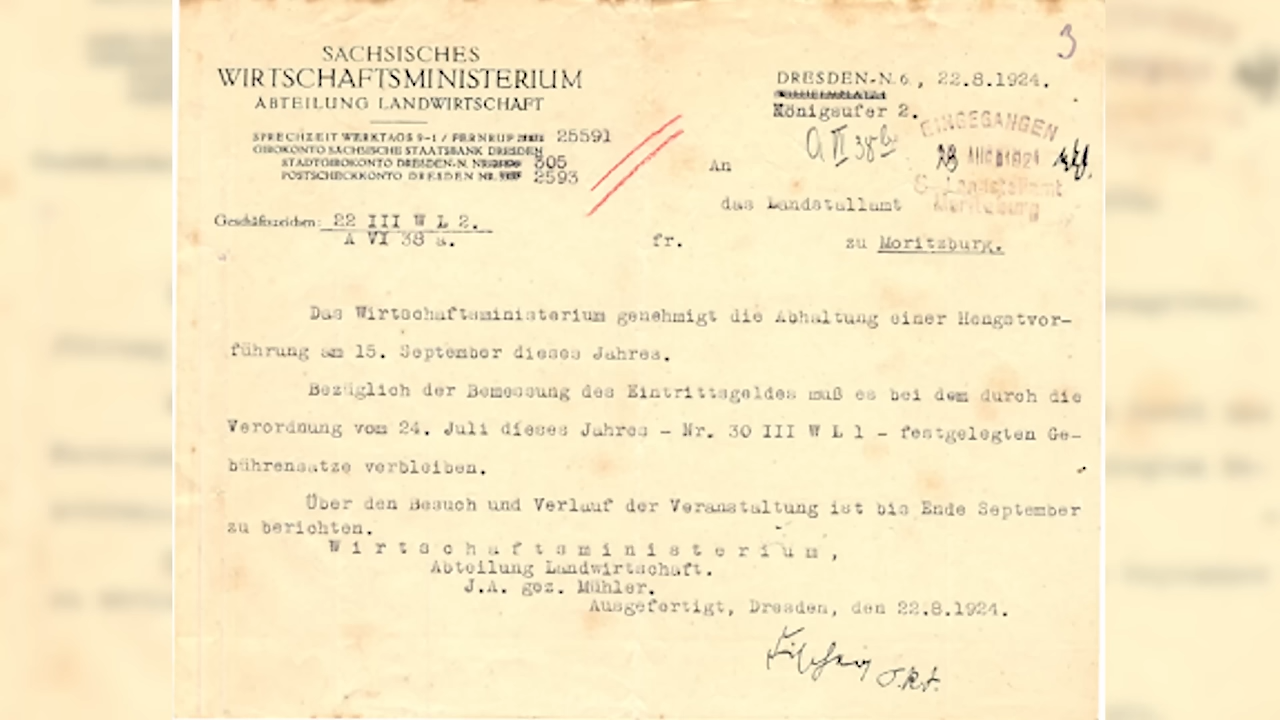 3
SÄCHSISCHES
WIRTSCHAFTSMINISTERIUM
ABTEILUNG LANDWIRTSCHAFT
SPRECHZEIT WERKTAGS 9-1 / FERNRUF 25591
GIROKONTO SÄCHSISCHE STAATSBANK DRESDEN
STADTGIROKONTO DRESDEN-N. 305
POSTSCHECKKONTO DRESDEN NR. 2593
Geschäftszeichen: 22 III W L 2.
A VI 38 a.
DRESDEN-N. 6, 22.8.1924.
Königsufer 2.
EINGEGANGEN
1924
Landstallamt
Moritzburg
An
das Landstallamt
fr. zu Moritzburg.
Das Wirtschaftsministerium genehmigt die Abhaltung einer Hengstvor-
führung am 15. September dieses Jahres.
Bezüglich der Bemessung des Eintrittsgeldes muß es bei dem durch die
Verordnung vom 24. Juli dieses Jahres - Nr. 30 III W L 1 - festgelegten Ge-
bührensatze verbleiben.
Über den Besuch und Verlauf der Veranstaltung ist bis Ende September
zu berichten.
Wirtschaftsministerium,
Abteilung Landwirtschaft.
J.A. gez. Mühler.
Ausgefertigt, Dresden, den 22.8.1924.